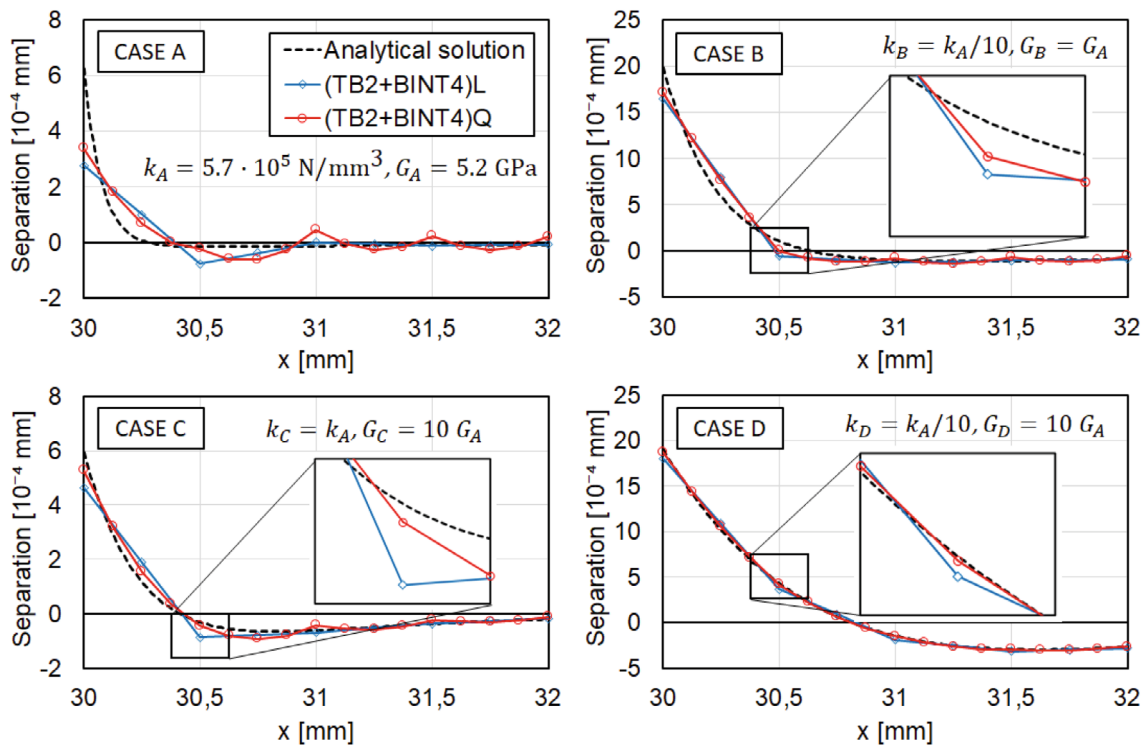 CASE A
Analytical solution
(TB2+BINT4)L
(TB2+BINT4)Q
k_A = 5.7 · 10⁵ N/mm³, G_A = 5.2 GPa
Separation [10⁻⁴ mm]
8
6
4
2
0
-2
30
30,5
31
31,5
32
x [mm]
CASE B
k_B = k_A/10, G_B = G_A
Separation [10⁻⁴ mm]
25
20
15
10
5
0
-5
30
30,5
31
31,5
32
x [mm]
CASE C
k_C = k_A, G_C = 10 G_A
Separation [10⁻⁴ mm]
8
6
4
2
0
-2
30
30,5
31
31,5
32
x [mm]
CASE D
k_D = k_A/10, G_D = 10 G_A
Separation [10⁻⁴ mm]
25
20
15
10
5
0
-5
30
30,5
31
31,5
32
x [mm]